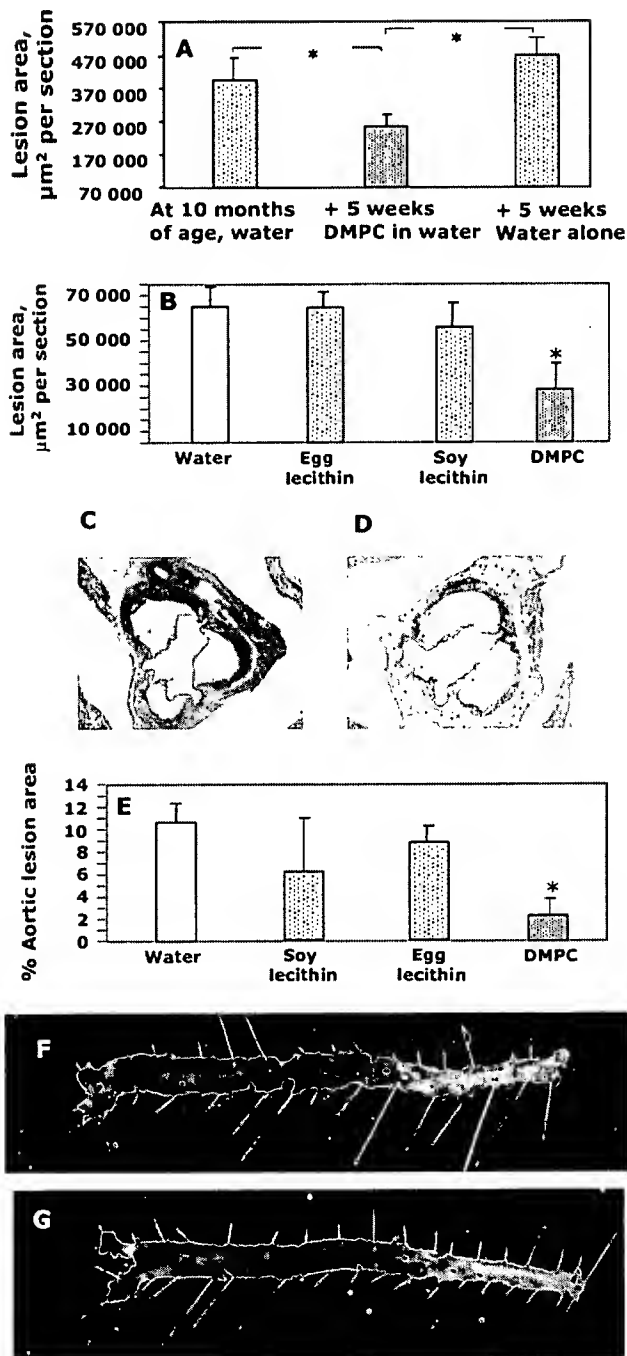 Lesion area,
µm² per section
570 000
470 000
370 000
270 000
170 000
70 000
A
*
*
At 10 months
of age, water
+ 5 weeks
DMPC in water
+ 5 weeks
Water alone
Lesion area,
µm² per section
70 000
50 000
30 000
10 000
B
*
Water
Egg
lecithin
Soy
lecithin
DMPC
C
D
% Aortic lesion area
14
12
10
8
6
4
2
0
E
*
Water
Soy
lecithin
Egg
lecithin
DMPC
F
G